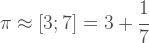 π ≈ [3; 7] = 3 + 1/7